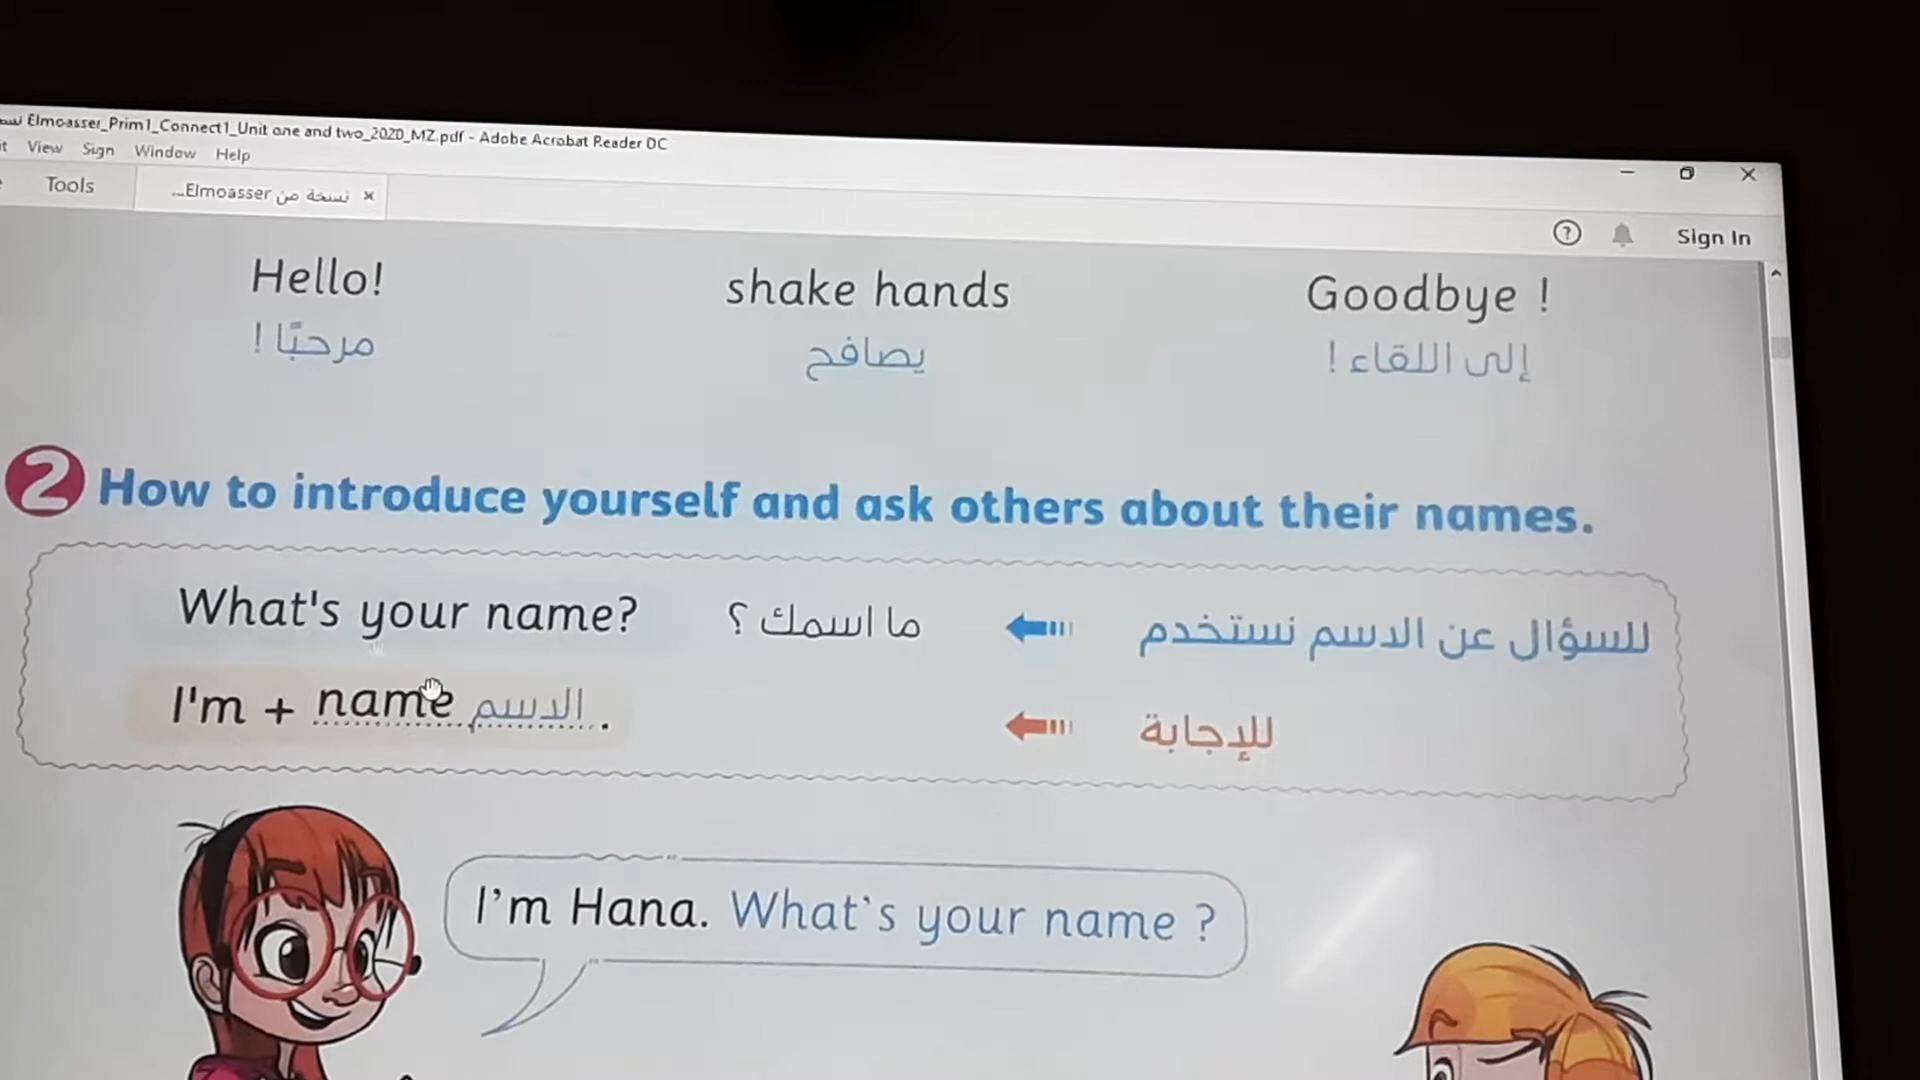 Elmoasser_Prim1_Connect1_Unit one and two_2020_MZ.pdf - Adobe Acrobat Reader DC
View Sign Window Help
Tools
نسخة من Elmoasser...
Sign In
Hello! shake hands Goodbye !
مرحبًا ! يصافح إلى اللقاء !
2 How to introduce yourself and ask others about their names.
What's your name? ما اسمك ؟ للسؤال عن الاسم نستخدم
I'm + name الاسم . للإجابة
I'm Hana. What's your name ?